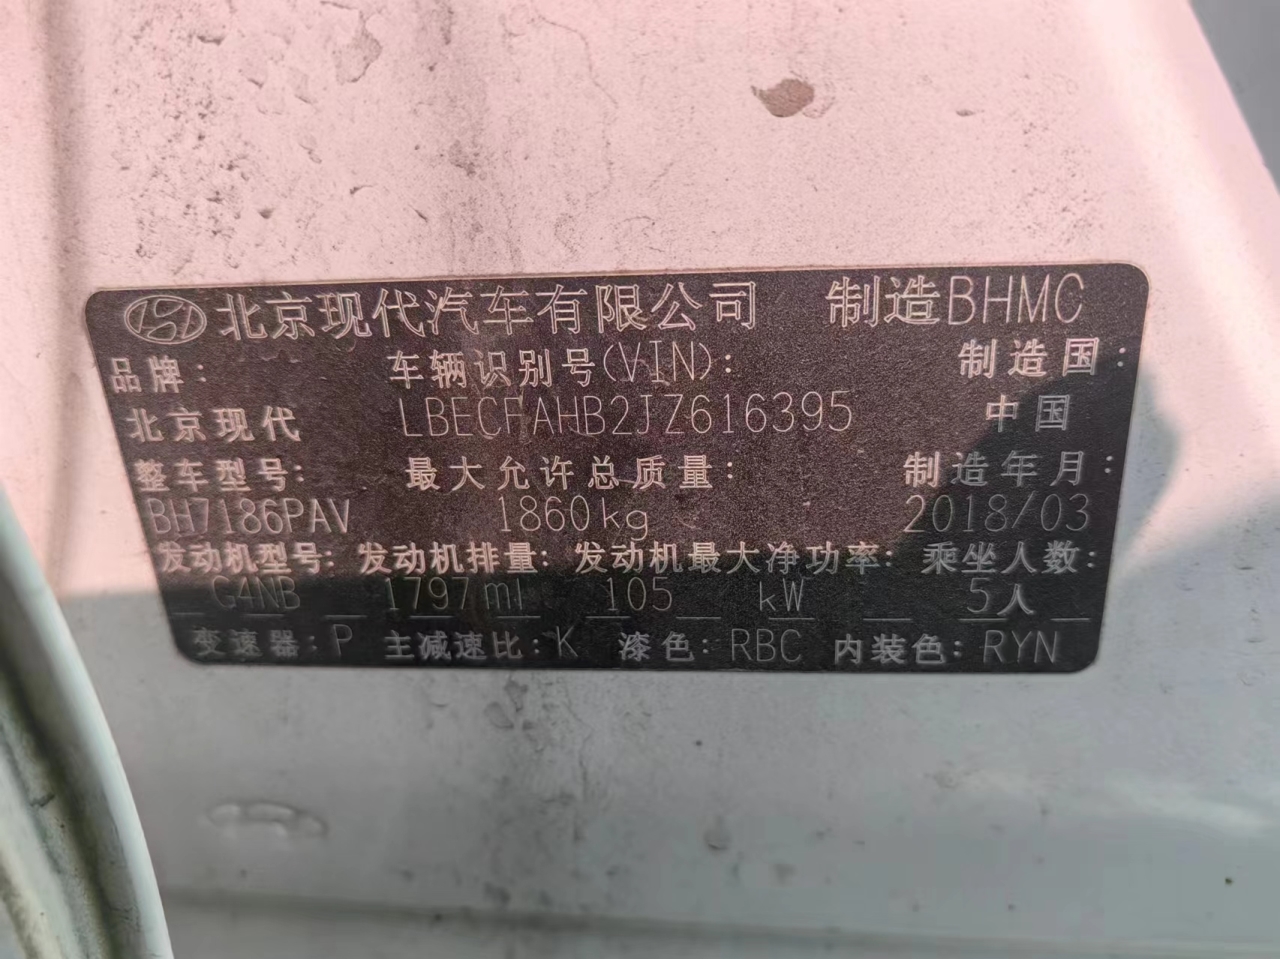 北京现代汽车有限公司 制造BHMC
品牌: 车辆识别号(VIN): 制造国:
北京现代 LBECFAHB2JZ616395 中国
整车型号: 最大允许总质量: 制造年月:
BH7186PAV 1860kg 2018/03
发动机型号: 发动机排量: 发动机最大净功率: 乘坐人数:
G4NB 1797ml 105 kW 5人
变速器: P 主减速比: K 漆色: RBC 内装色: RYN